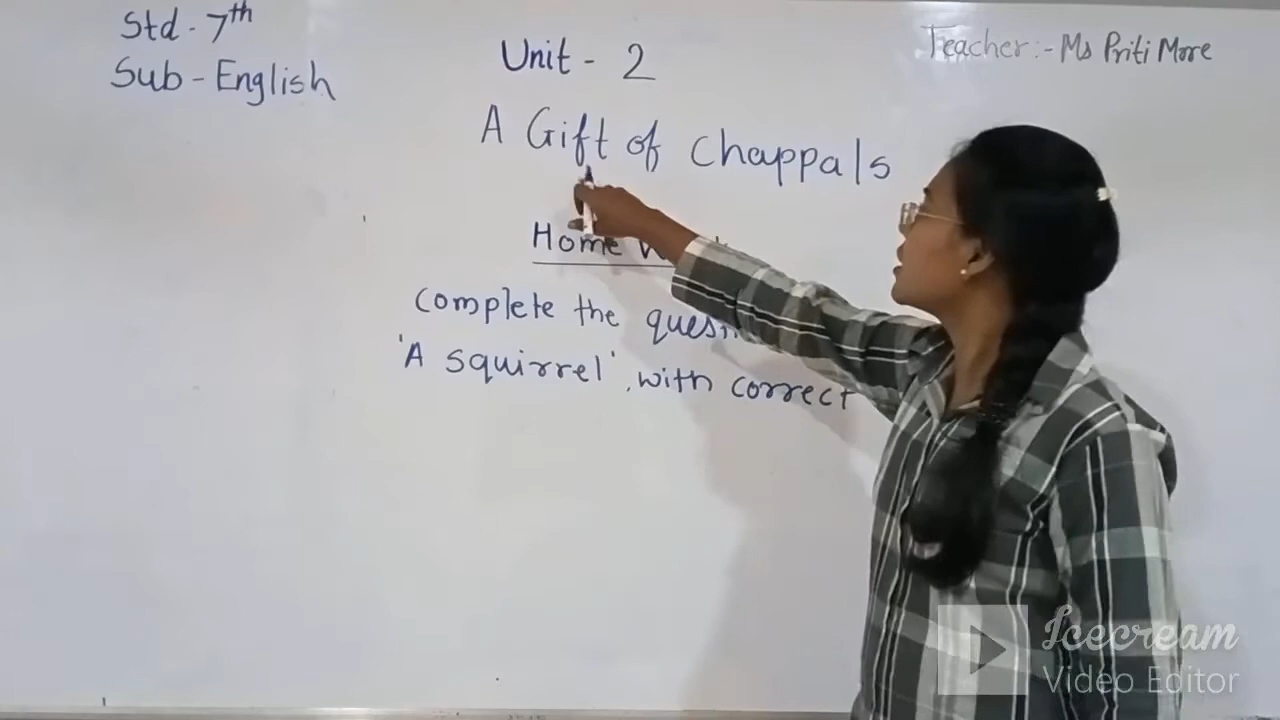 Std - 7th
Sub - English
Unit - 2
Teacher :- Ms Priti More
A Gift of Chappals
Home
complete the
'A squirrel', with correct
Icecream
Video Editor